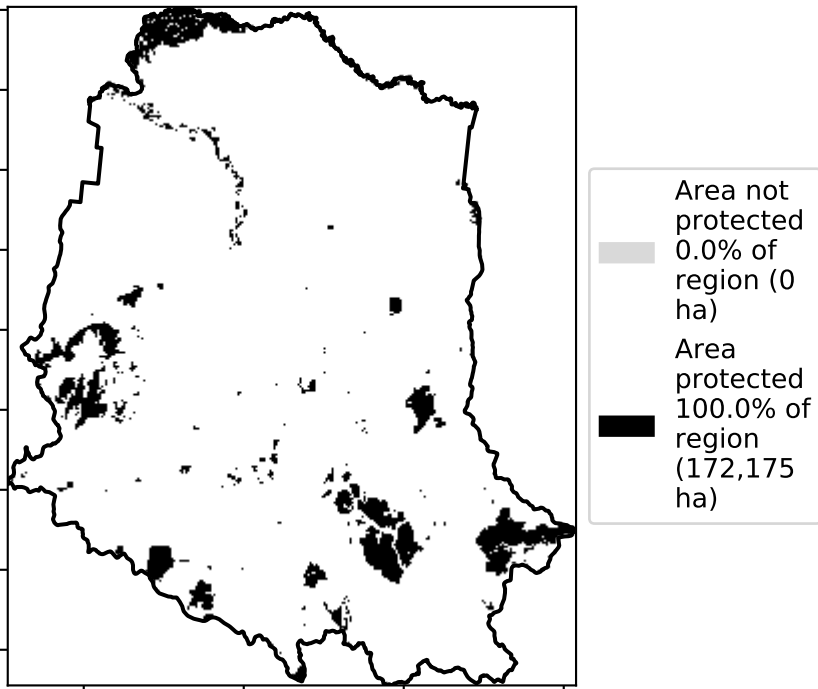 Area not
protected
0.0% of
region (0
ha)
Area
protected
100.0% of
region
(172,175
ha)